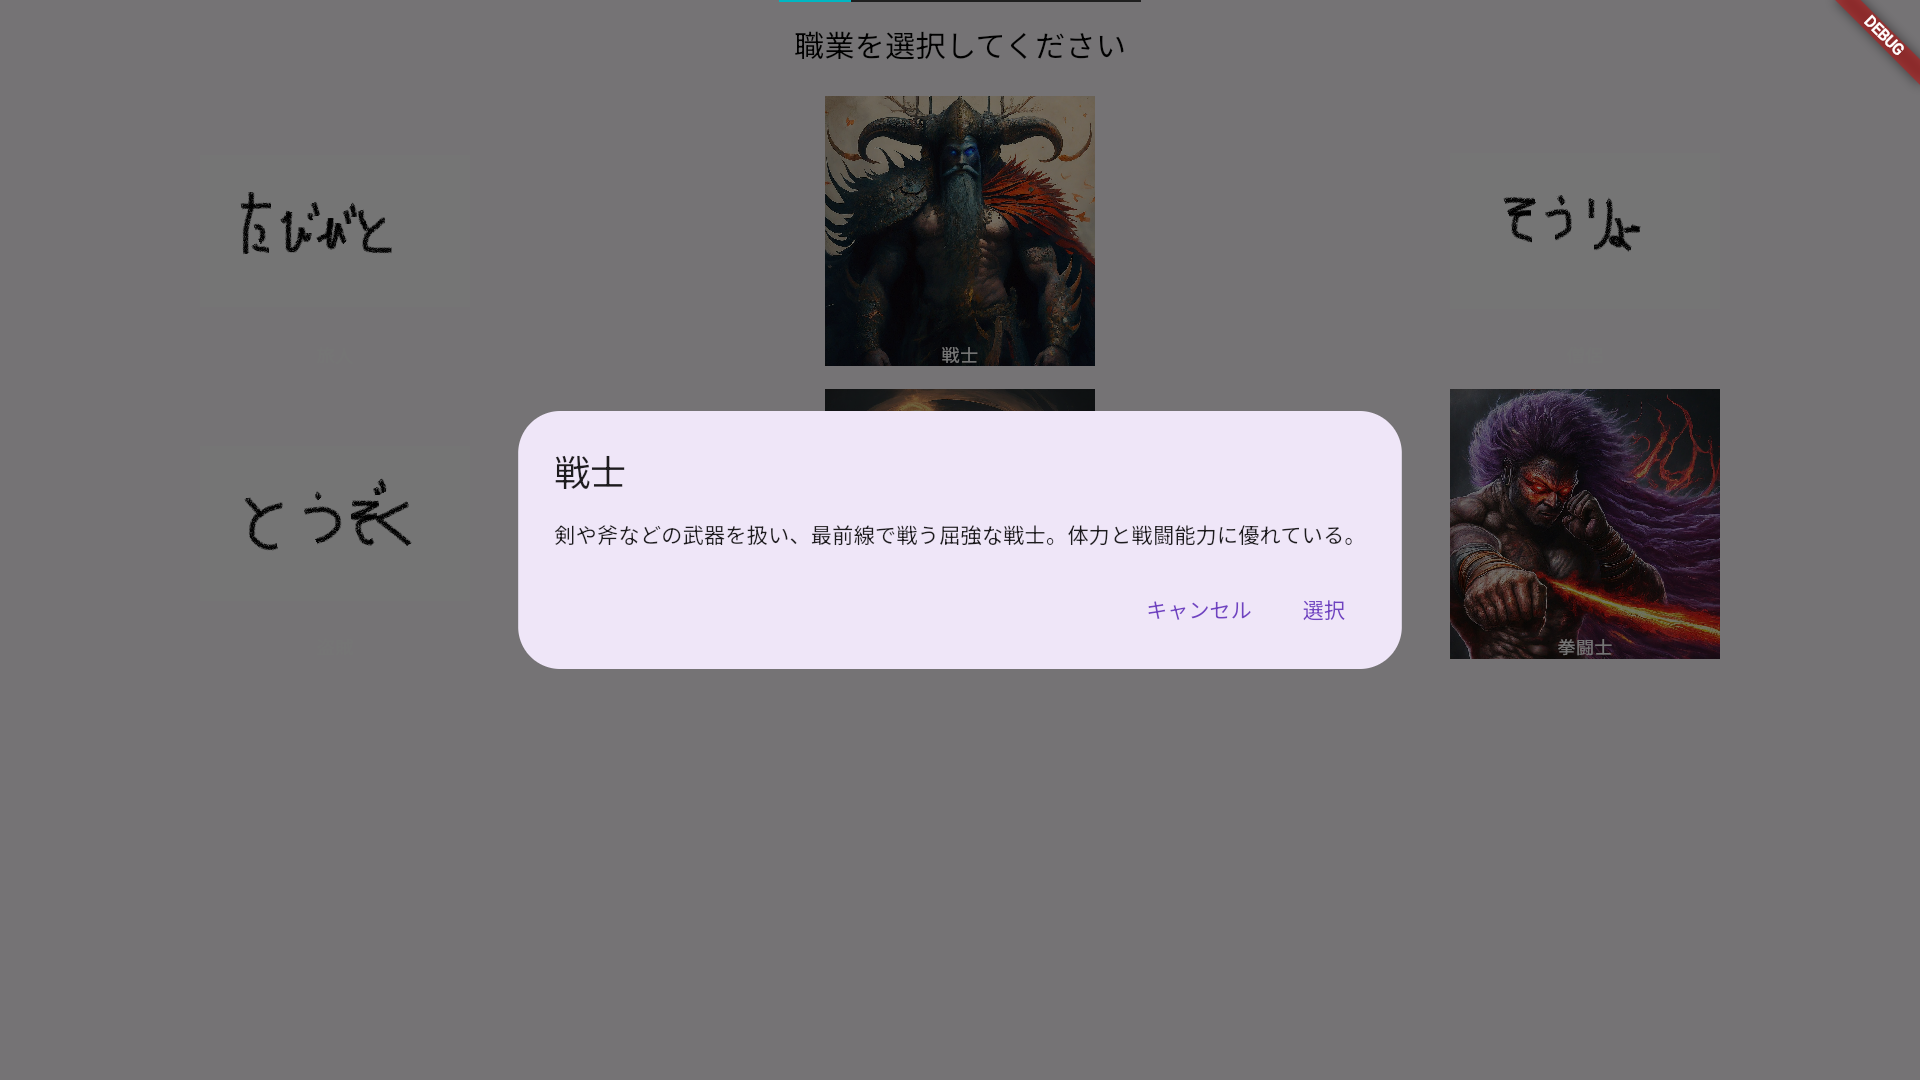 職業を選択してください
DEBUG
たびびと
戦士
そうりょ
とうぞく
拳闘士
戦士
剣や斧などの武器を扱い、最前線で戦う屈強な戦士。体力と戦闘能力に優れている。
キャンセル
選択